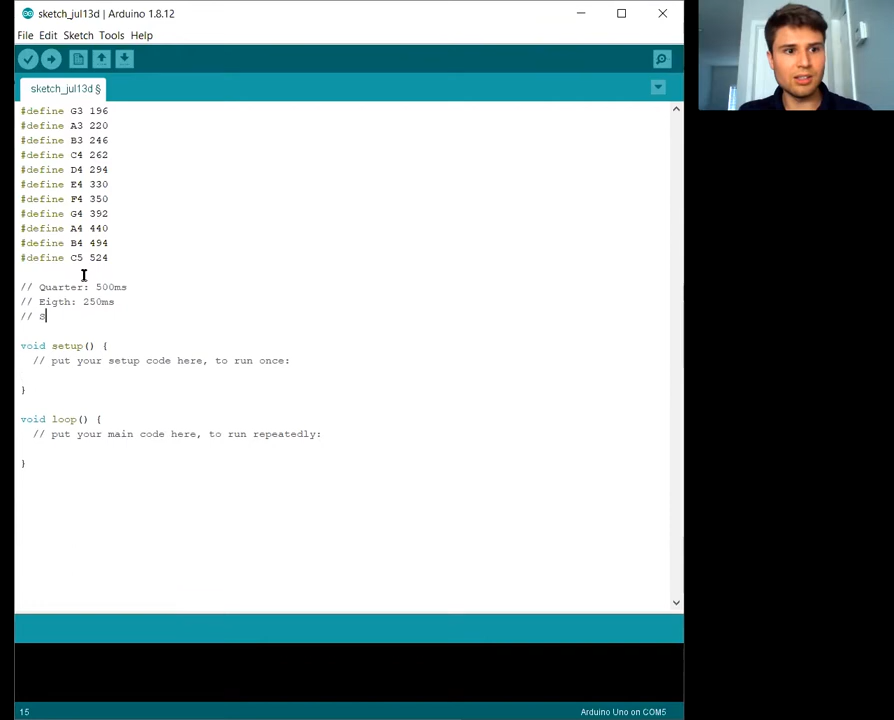 sketch_jul13d | Arduino 1.8.12
File Edit Sketch Tools Help
sketch_jul13d §
#define G3 196
#define A3 220
#define B3 246
#define C4 262
#define D4 294
#define E4 330
#define F4 350
#define G4 392
#define A4 440
#define B4 494
#define C5 524
// Quarter: 500ms
// Eigth: 250ms
// S
void setup() {
// put your setup code here, to run once:
}
void loop() {
// put your main code here, to run repeatedly:
}
15
Arduino Uno on COM5